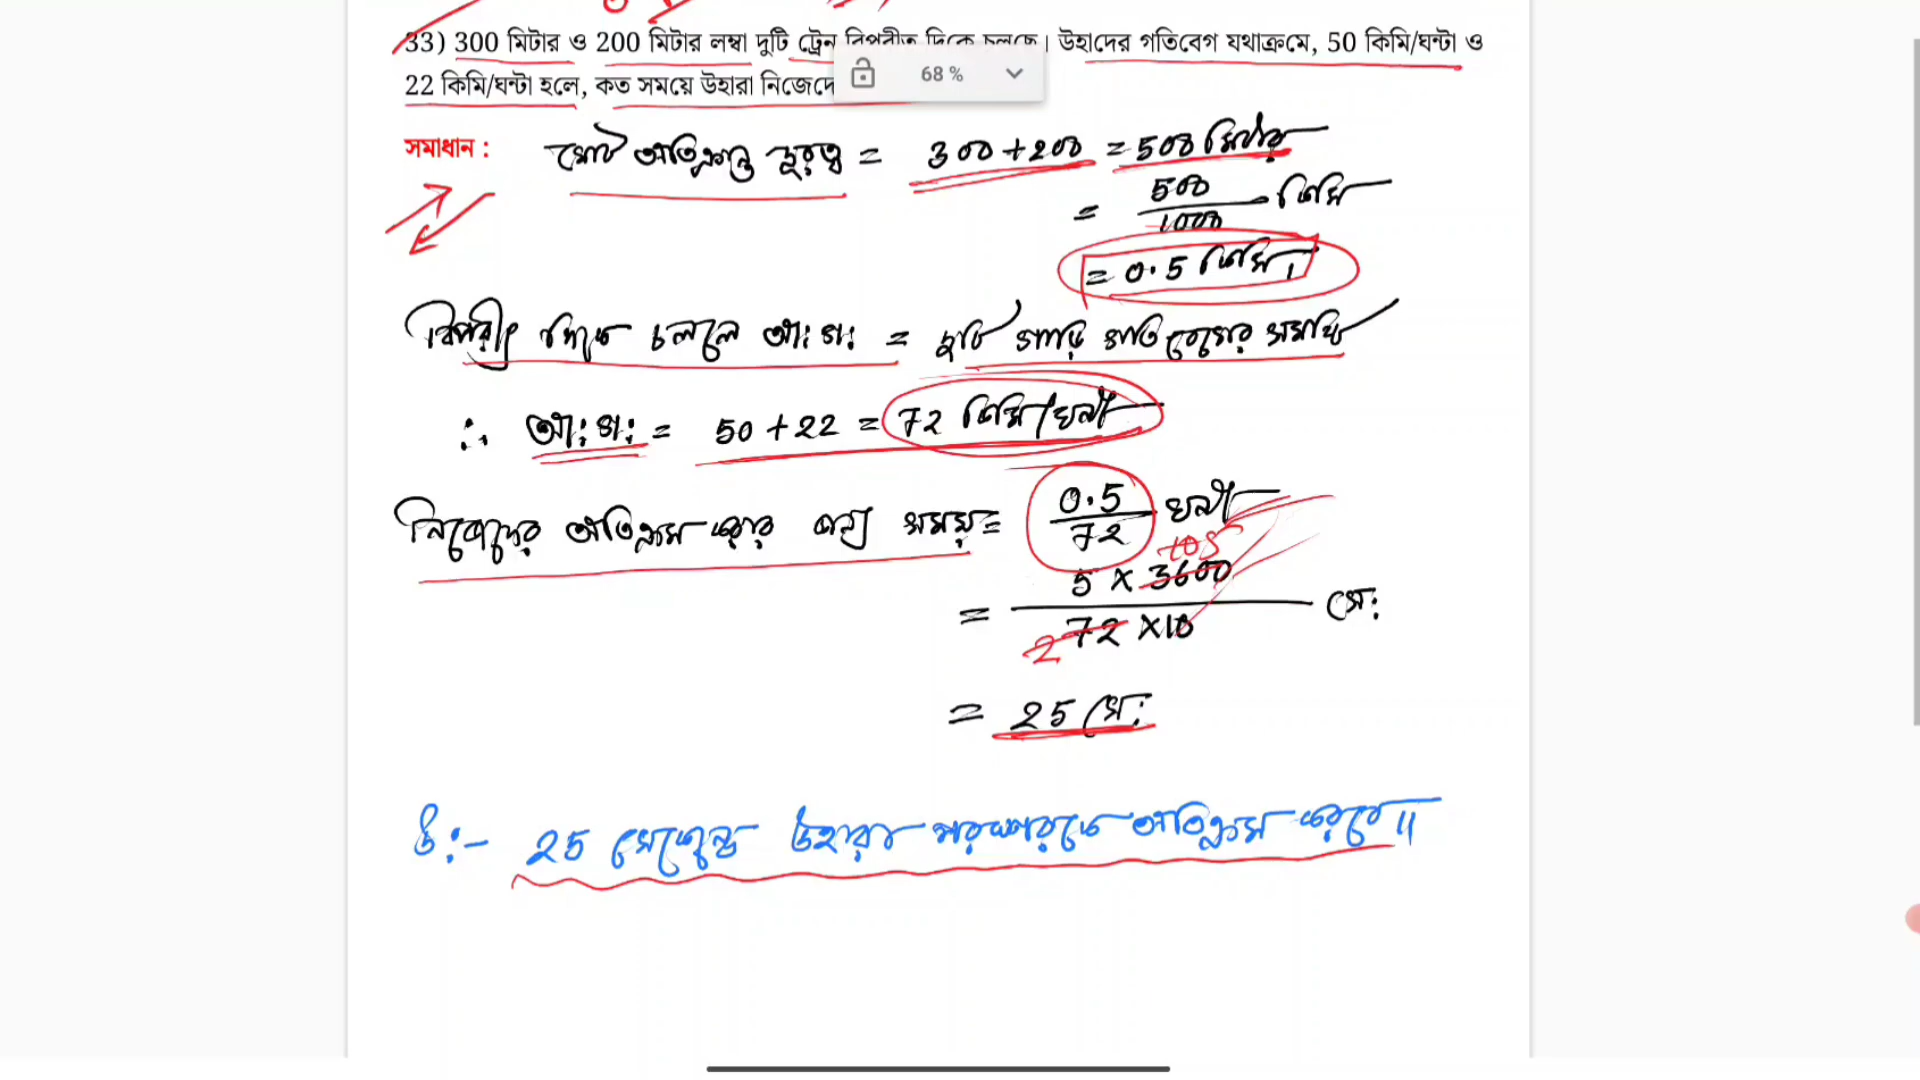 33) 300 মিটার ও 200 মিটার লম্বা দুটি ট্রেন বিপরীত দিকে চলছে। উহাদের গতিবেগ যথাক্রমে, 50 কিমি/ঘন্টা ও
68 %
22 কিমি/ঘন্টা হলে, কত সময়ে উহারা নিজেদে
সমাধান : মোট অতিক্রান্ত দূরত্ব = 300+200 = 500 মিটার
= 500/1000 কিমি
= 0.5 কিমি।
বিপরীত দিকে চললে আঃ গঃ = দুটি গাড়ি গতিবেগের সমষ্টি
∴ আঃ গঃ = 50 +22 = 72 কিমি/ঘন্টা
নিজেদের অতিক্রম করার জন্য সময় = 0.5/72 ঘন্টা
10 5
= 5 × 3600 / 72 ×10 সেঃ
2
= 25 সেঃ
উঃ- 25 সেকেন্ডে উহারা পরস্পরকে অতিক্রম করবে॥